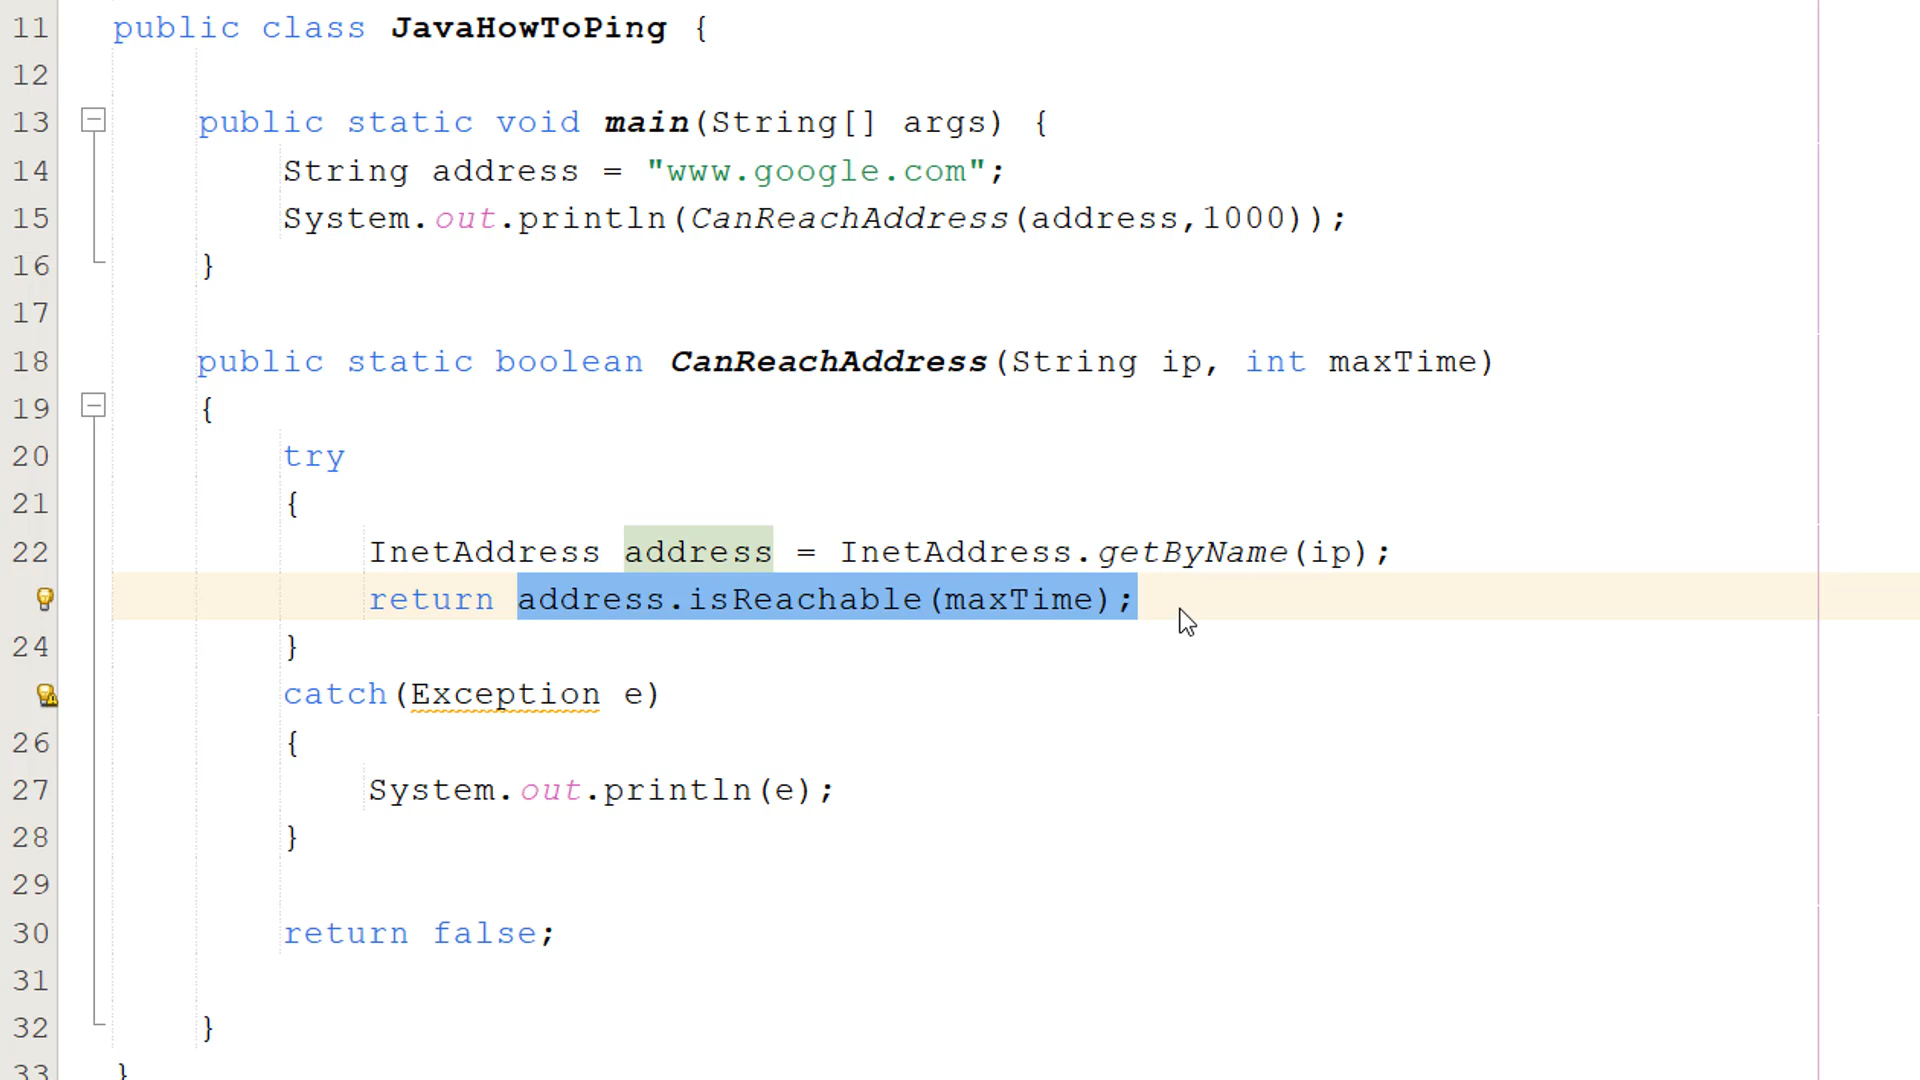 11 public class JavaHowToPing {
12
13 public static void main(String[] args) {
14 String address = "www.google.com";
15 System.out.println(CanReachAddress(address,1000));
16 }
17
18 public static boolean CanReachAddress(String ip, int maxTime)
19 {
20 try
21 {
22 InetAddress address = InetAddress.getByName(ip);
return address.isReachable(maxTime);
24 }
catch(Exception e)
26 {
27 System.out.println(e);
28 }
29
30 return false;
31
32 }
33 }